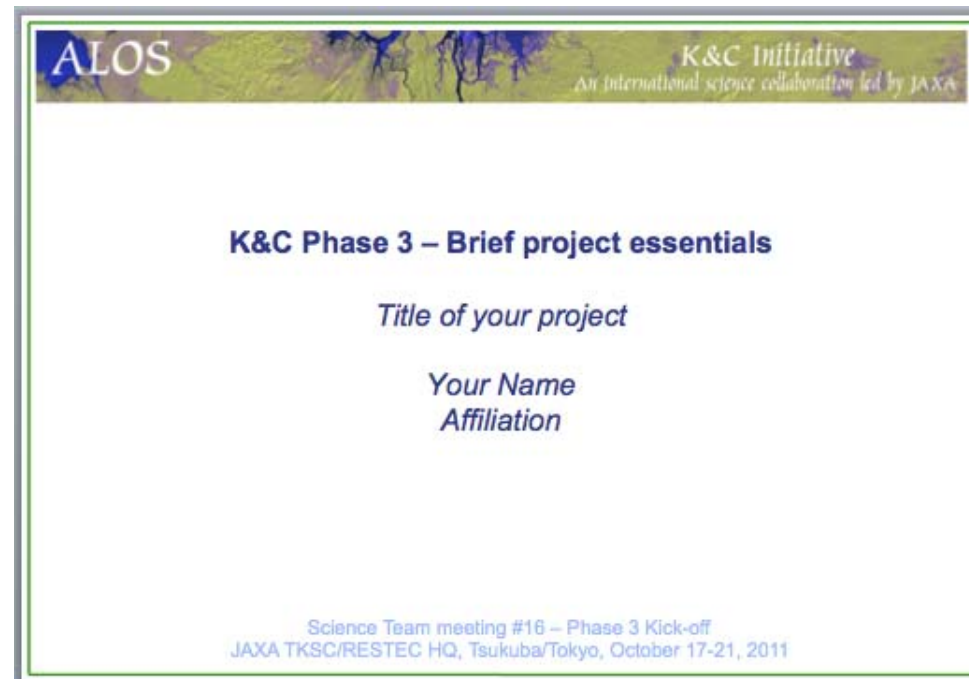 ALOS
K&C Initiative
An international science collaboration led by JAXA
K&C Phase 3 – Brief project essentials
Title of your project
Your Name
Affiliation
Science Team meeting #16 – Phase 3 Kick-off
JAXA TKSC/RESTEC HQ, Tsukuba/Tokyo, October 17-21, 2011